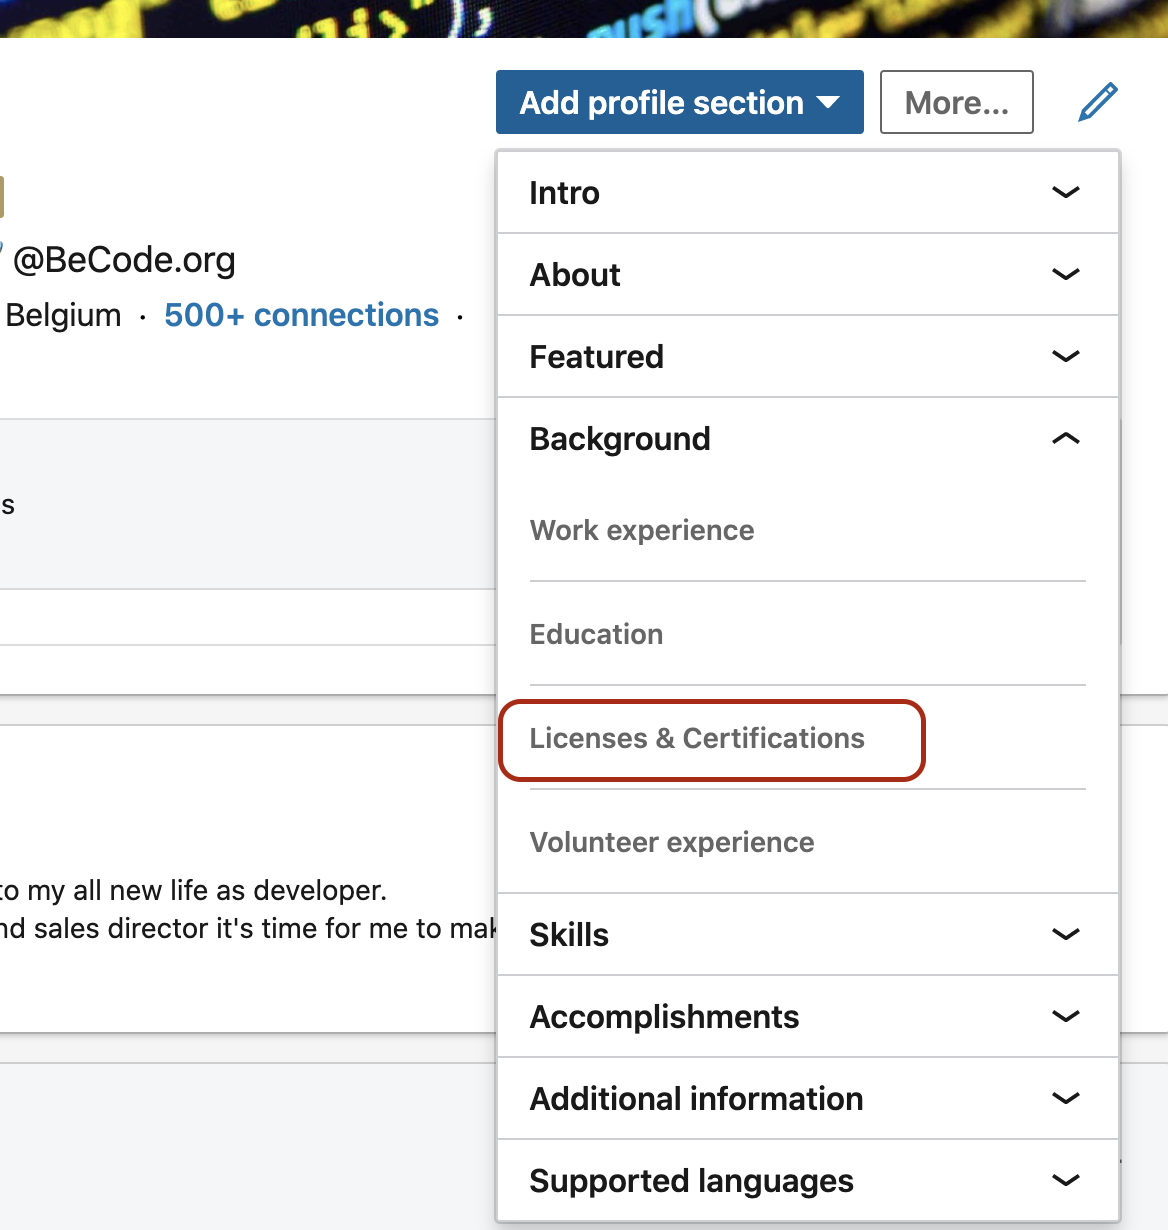 push(
Add profile section
More...
Intro
@BeCode.org
About
Belgium · 500+ connections ·
Featured
Background
s
Work experience
Education
Licenses & Certifications
Volunteer experience
to my all new life as developer.
nd sales director it's time for me to mak
Skills
Accomplishments
Additional information
Supported languages